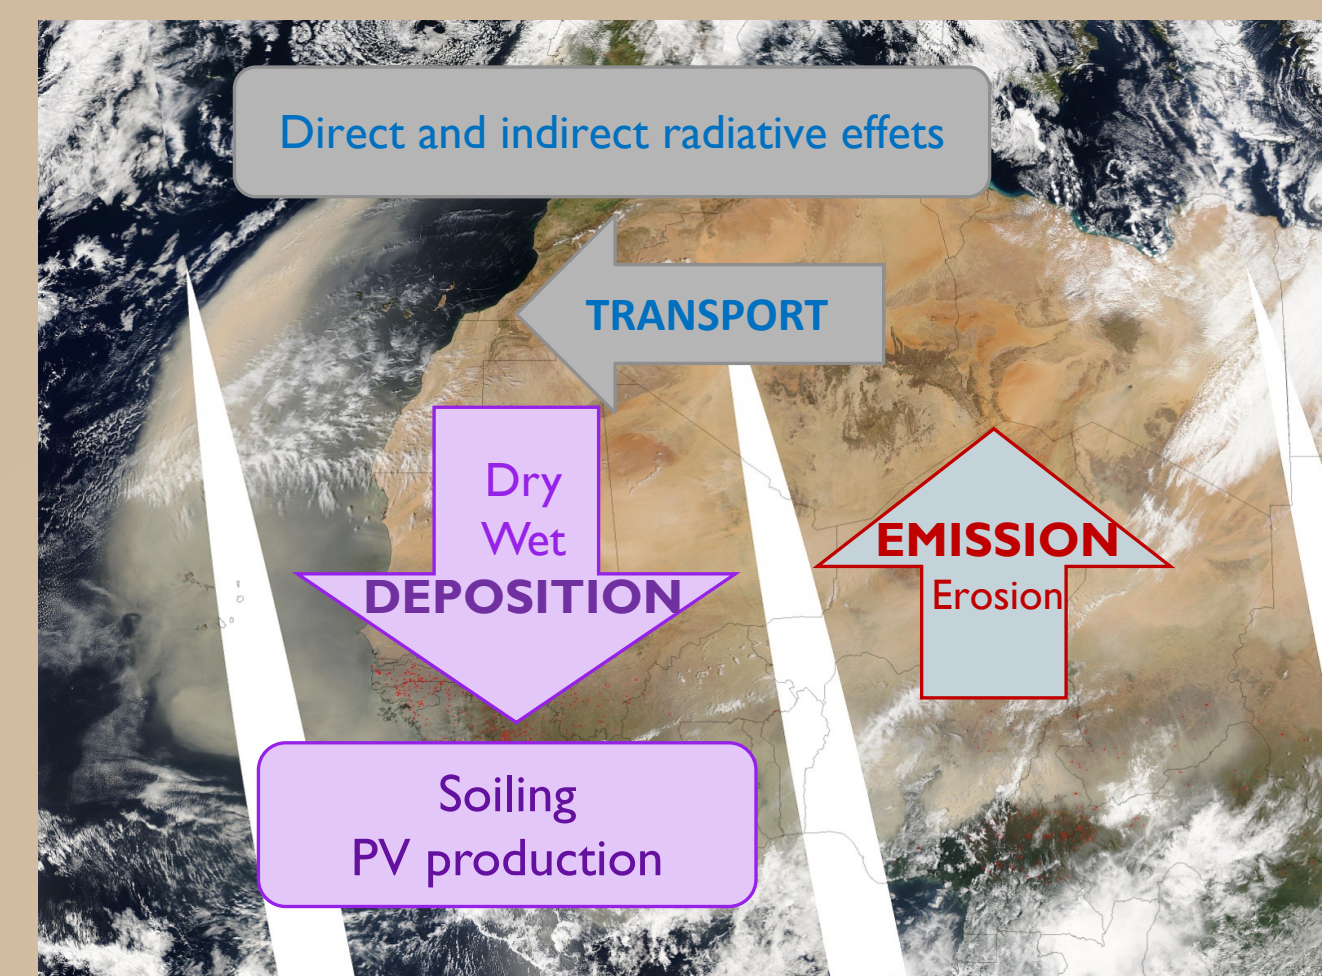 Direct and indirect radiative effets
TRANSPORT
Dry
Wet
DEPOSITION
EMISSION
Erosion
Soiling
PV production